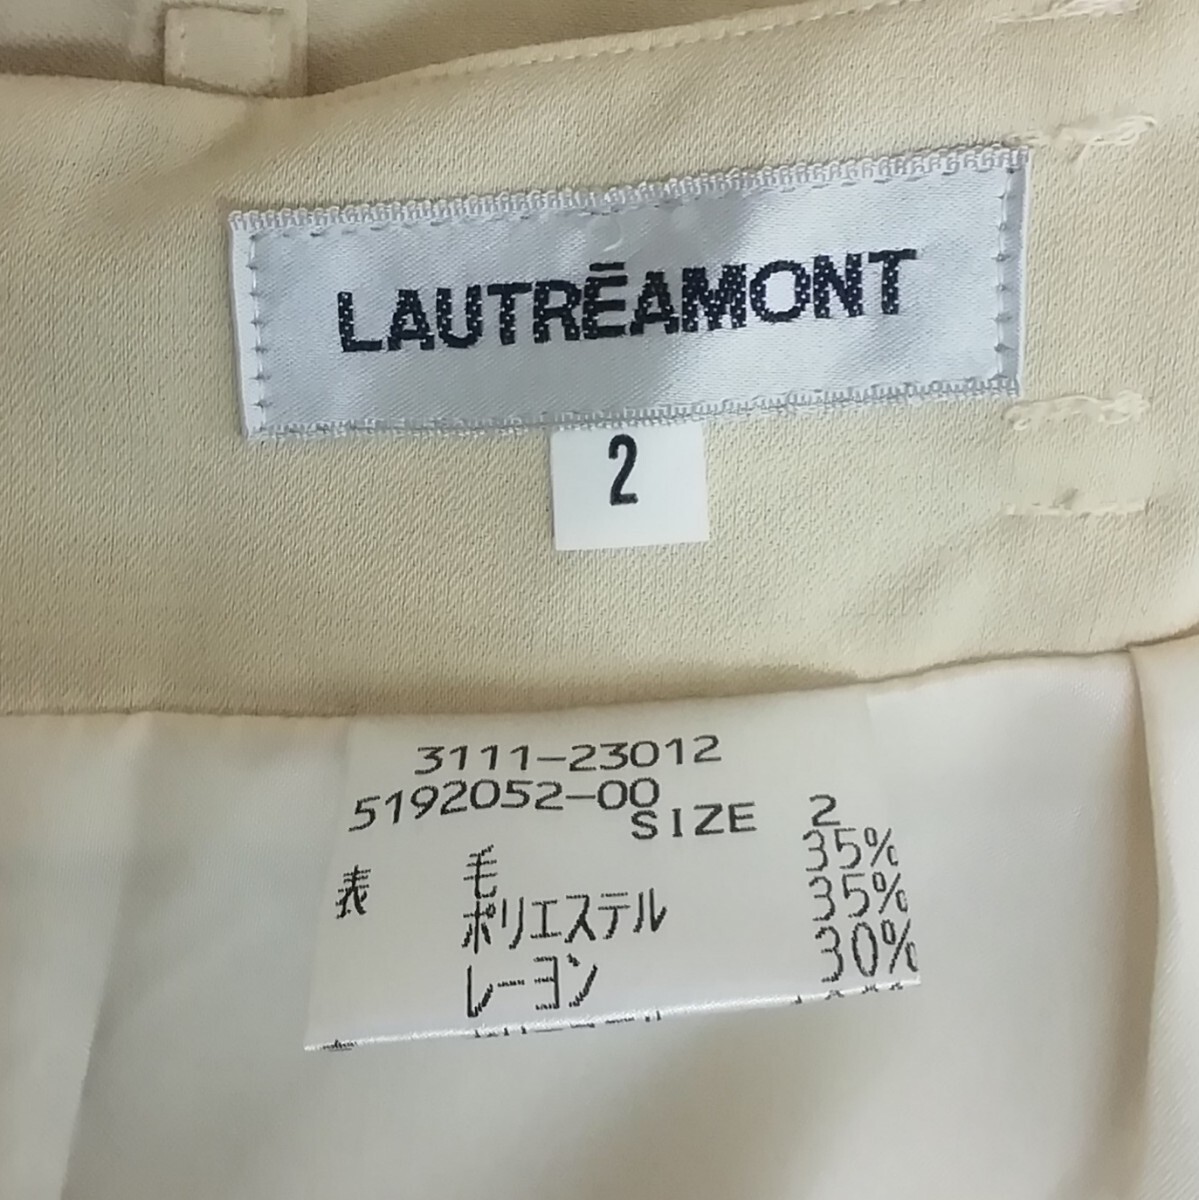 LAUTRĒAMONT
2
3111-23012
5192052-00
SIZE 2
表 毛 35%
ポリエステル 35%
レーヨン 30%